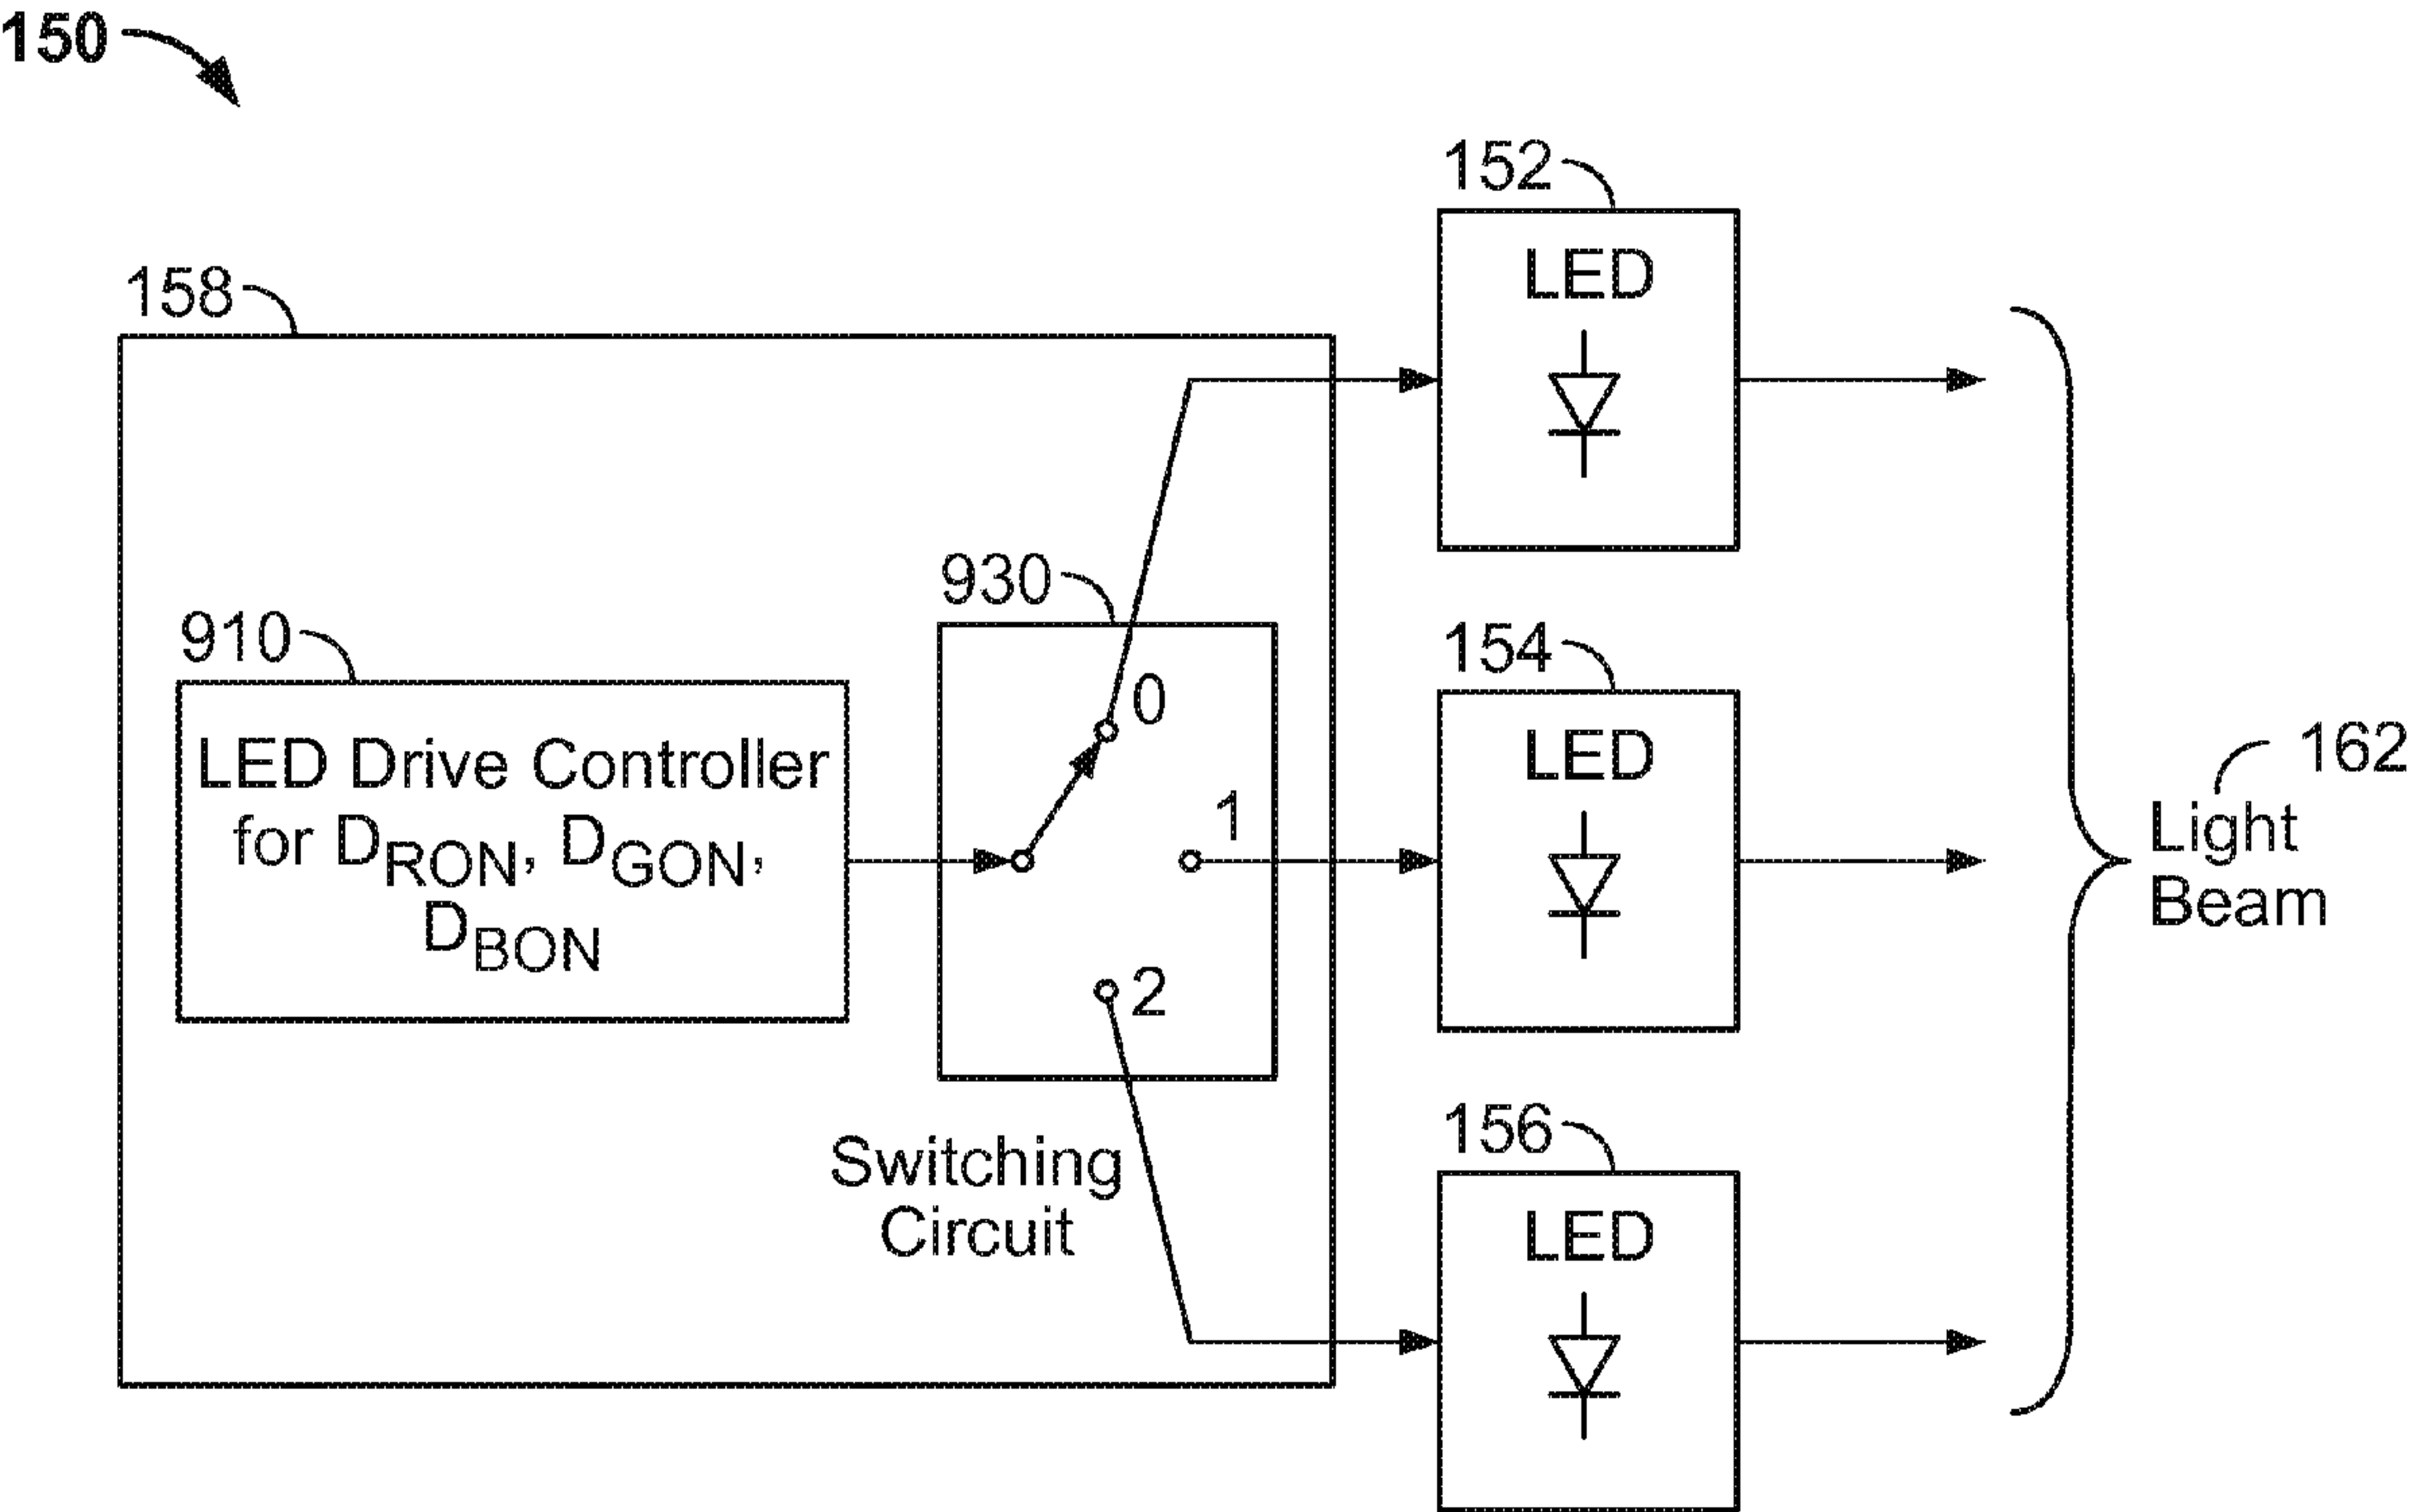 150
152
LED
158
930
0
910
LED Drive Controller
for DRON, DGON,
DBON
1
2
Switching
Circuit
154
LED
162
Light
Beam
156
LED